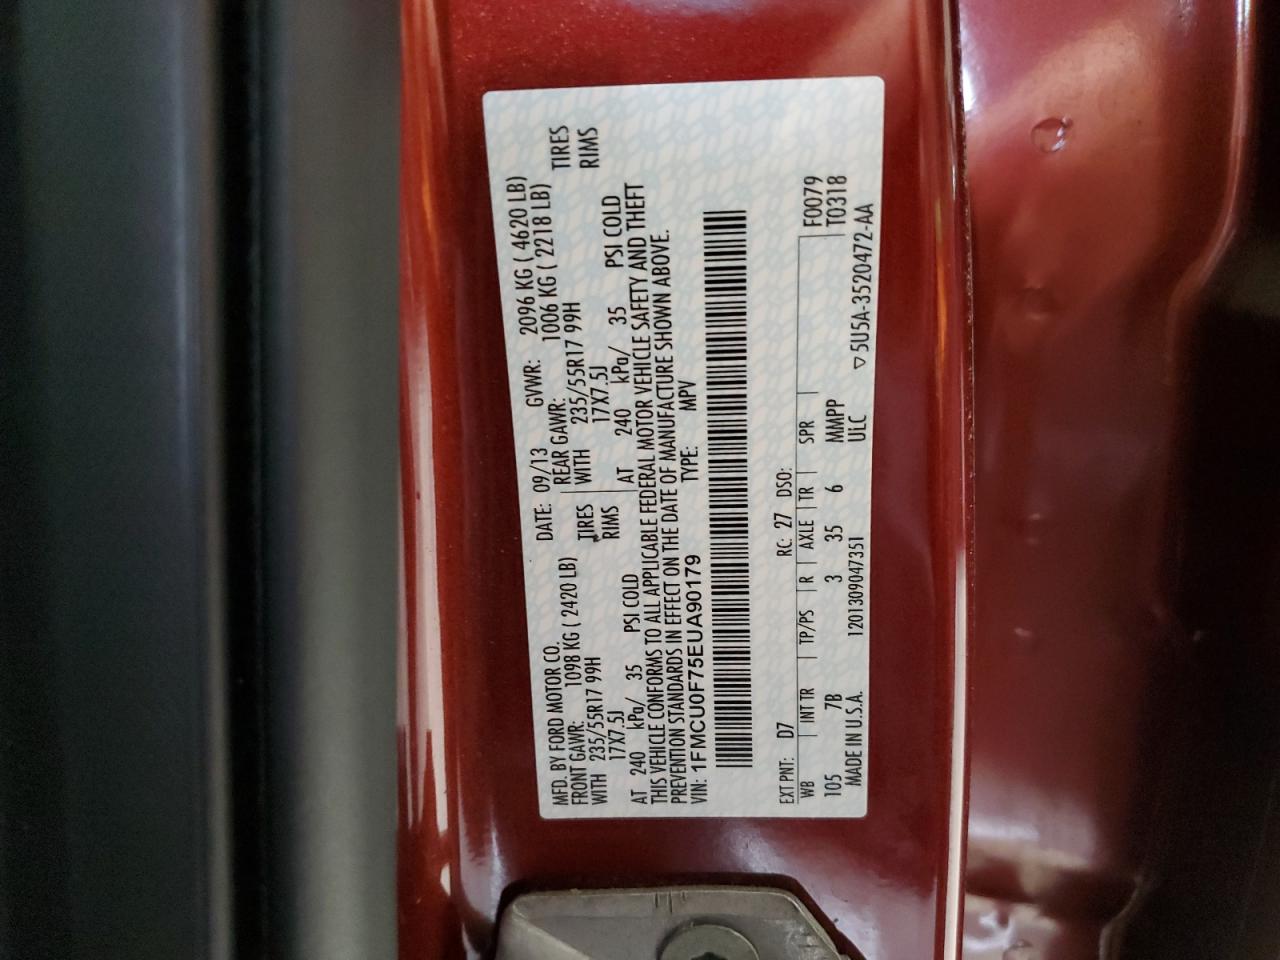 MFD. BY FORD MOTOR CO. DATE: 09/13 GVWR: 2096 KG ( 4620 LB)
FRONT GAWR: 1098 KG ( 2420 LB) REAR GAWR: 1006 KG ( 2218 LB)
WITH 235/55R17 99H TIRES WITH 235/55R17 99H TIRES
17X7.5J RIMS 17X7.5J RIMS
AT 240 kPa/ 35 PSI COLD AT 240 kPa/ 35 PSI COLD
THIS VEHICLE CONFORMS TO ALL APPLICABLE FEDERAL MOTOR VEHICLE SAFETY AND THEFT
PREVENTION STANDARDS IN EFFECT ON THE DATE OF MANUFACTURE SHOWN ABOVE.
VIN: 1FMCU0F75EUA90179 TYPE: MPV
EXT PNT: D7 RC: 27 DSO:
WB INT TR TP/PS R AXLE TR SPR F0079
105 7B 3 35 6 MMPP T0318
MADE IN U.S.A. 1201309047351 ULC ▽ 5U5A-3520472-AA